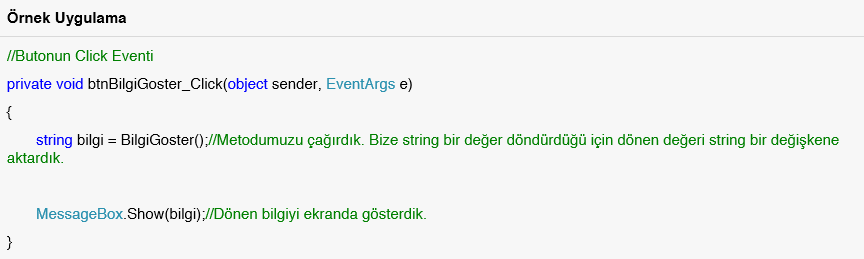 Örnek Uygulama
//Butonun Click Eventi
private void btnBilgiGoster_Click(object sender, EventArgs e)
{
string bilgi = BilgiGoster();//Metodumuzu çağırdık. Bize string bir değer döndürdüğü için dönen değeri string bir değişkene
aktardık.
MessageBox.Show(bilgi);//Dönen bilgiyi ekranda gösterdik.
}